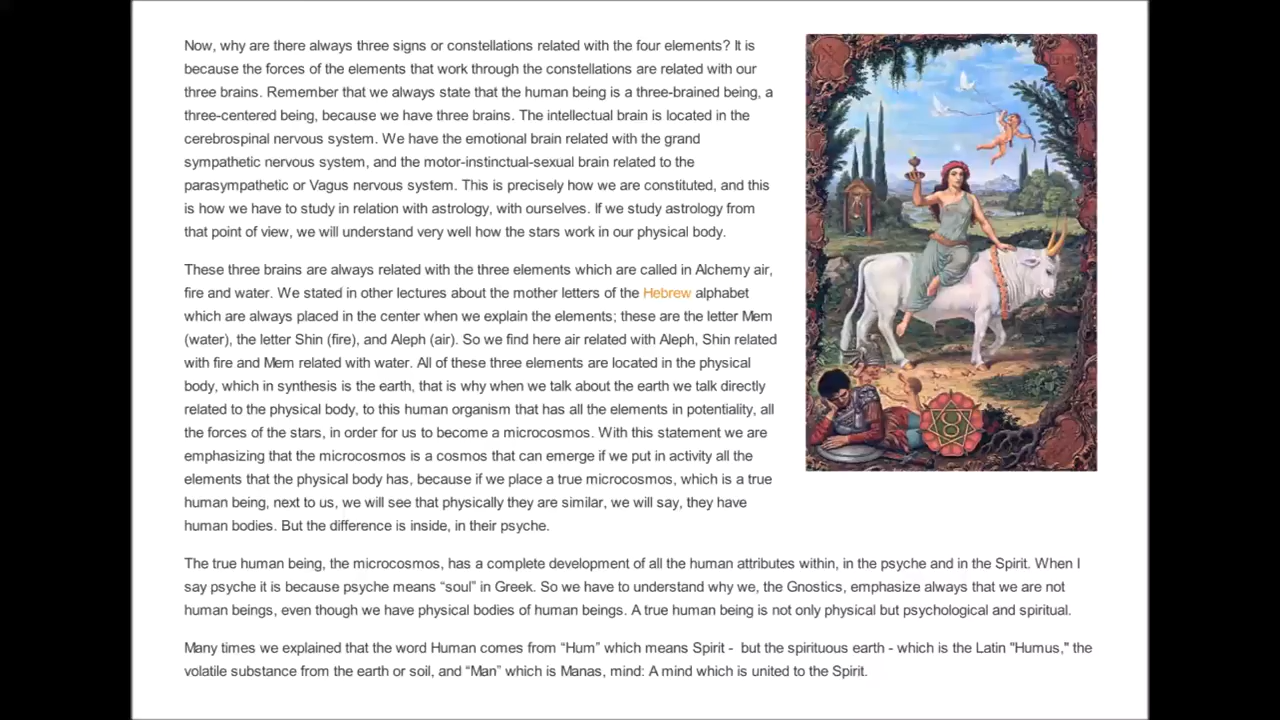 Now, why are there always three signs or constellations related with the four elements? It is
because the forces of the elements that work through the constellations are related with our
three brains. Remember that we always state that the human being is a three-brained being, a
three-centered being, because we have three brains. The intellectual brain is located in the
cerebrospinal nervous system. We have the emotional brain related with the grand
sympathetic nervous system, and the motor-instinctual-sexual brain related to the
parasympathetic or Vagus nervous system. This is precisely how we are constituted, and this
is how we have to study in relation with astrology, with ourselves. If we study astrology from
that point of view, we will understand very well how the stars work in our physical body.
These three brains are always related with the three elements which are called in Alchemy air,
fire and water. We stated in other lectures about the mother letters of the Hebrew alphabet
which are always placed in the center when we explain the elements; these are the letter Mem
(water), the letter Shin (fire), and Aleph (air). So we find here air related with Aleph, Shin related
with fire and Mem related with water. All of these three elements are located in the physical
body, which in synthesis is the earth, that is why when we talk about the earth we talk directly
related to the physical body, to this human organism that has all the elements in potentiality, all
the forces of the stars, in order for us to become a microcosmos. With this statement we are
emphasizing that the microcosmos is a cosmos that can emerge if we put in activity all the
elements that the physical body has, because if we place a true microcosmos, which is a true
human being, next to us, we will see that physically they are similar, we will say, they have
human bodies. But the difference is inside, in their psyche.
The true human being, the microcosmos, has a complete development of all the human attributes within, in the psyche and in the Spirit. When I
say psyche it is because psyche means “soul” in Greek. So we have to understand why we, the Gnostics, emphasize always that we are not
human beings, even though we have physical bodies of human beings. A true human being is not only physical but psychological and spiritual.
Many times we explained that the word Human comes from “Hum” which means Spirit -  but the spirituous earth - which is the Latin "Humus," the
volatile substance from the earth or soil, and “Man” which is Manas, mind: A mind which is united to the Spirit.